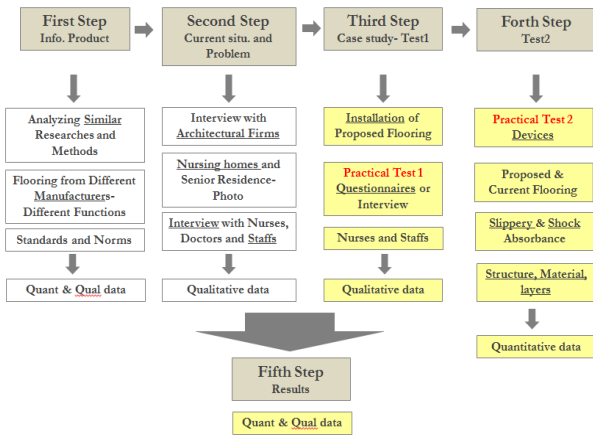 First Step
Info. Product
Second Step
Current situ. and
Problem
Third Step
Case study- Test1
Forth Step
Test2
Analyzing Similar
Researches and
Methods
Flooring from Different
Manufacturers-
Different Functions
Standards and Norms
Quant & Qual data
Interview with
Architectural Firms
Nursing homes and
Senior Residence-
Photo
Interview with Nurses,
Doctors and Staffs
Qualitative data
Installation of
Proposed Flooring
Practical Test 1
Questionnaires or
Interview
Nurses and Staffs
Qualitative data
Practical Test 2
Devices
Proposed &
Current Flooring
Slippery & Shock
Absorbance
Structure, Material,
layers
Quantitative data
Fifth Step
Results
Quant & Qual data